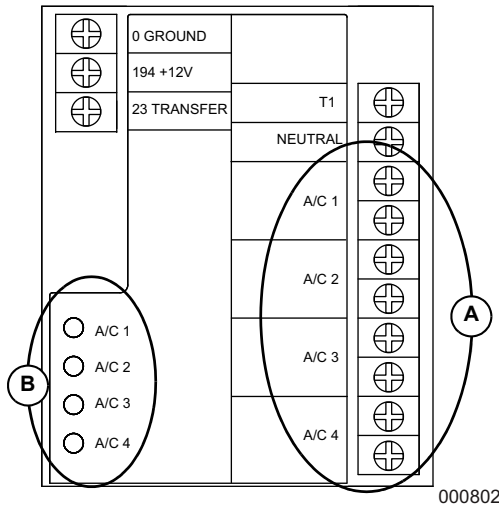 0 GROUND
194 +12V
23 TRANSFER
T1
NEUTRAL
A/C 1
A/C 2
A/C 3
A/C 4
A
A/C 1
A/C 2
A/C 3
A/C 4
B
000802